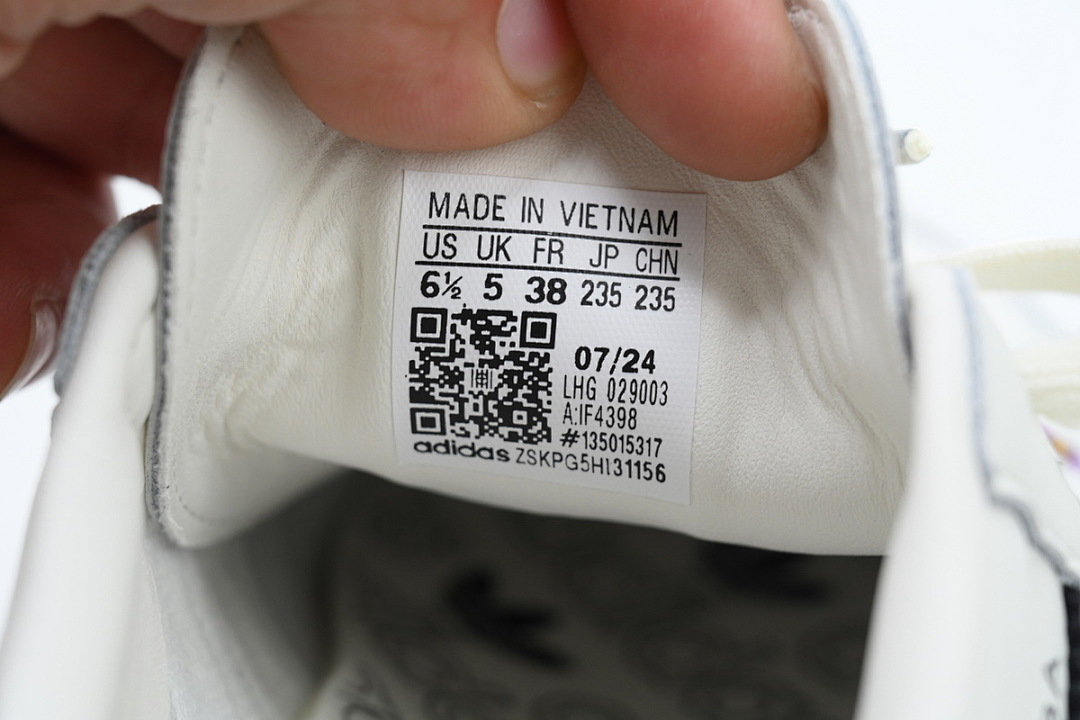 MADE IN VIETNAM
US UK FR JP CHN
6½ 5 38 235 235
07/24
LHG 029003
A:IF4398
#135015317
adidas ZSKPG5H131156